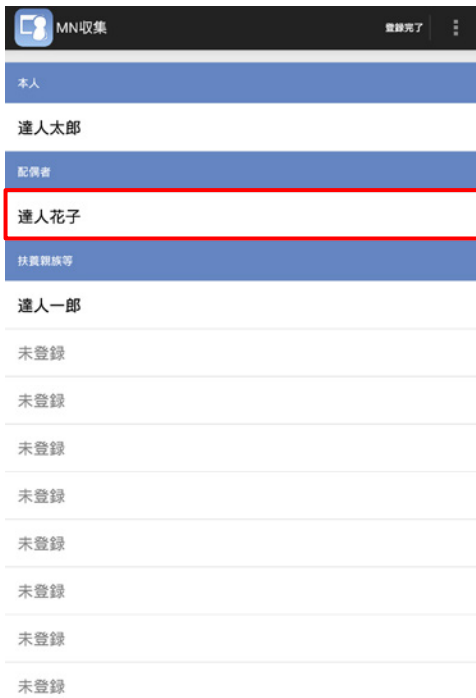 MN収集 登録完了
本人
達人太郎
配偶者
達人花子
扶養親族等
達人一郎
未登録
未登録
未登録
未登録
未登録
未登録
未登録
未登録